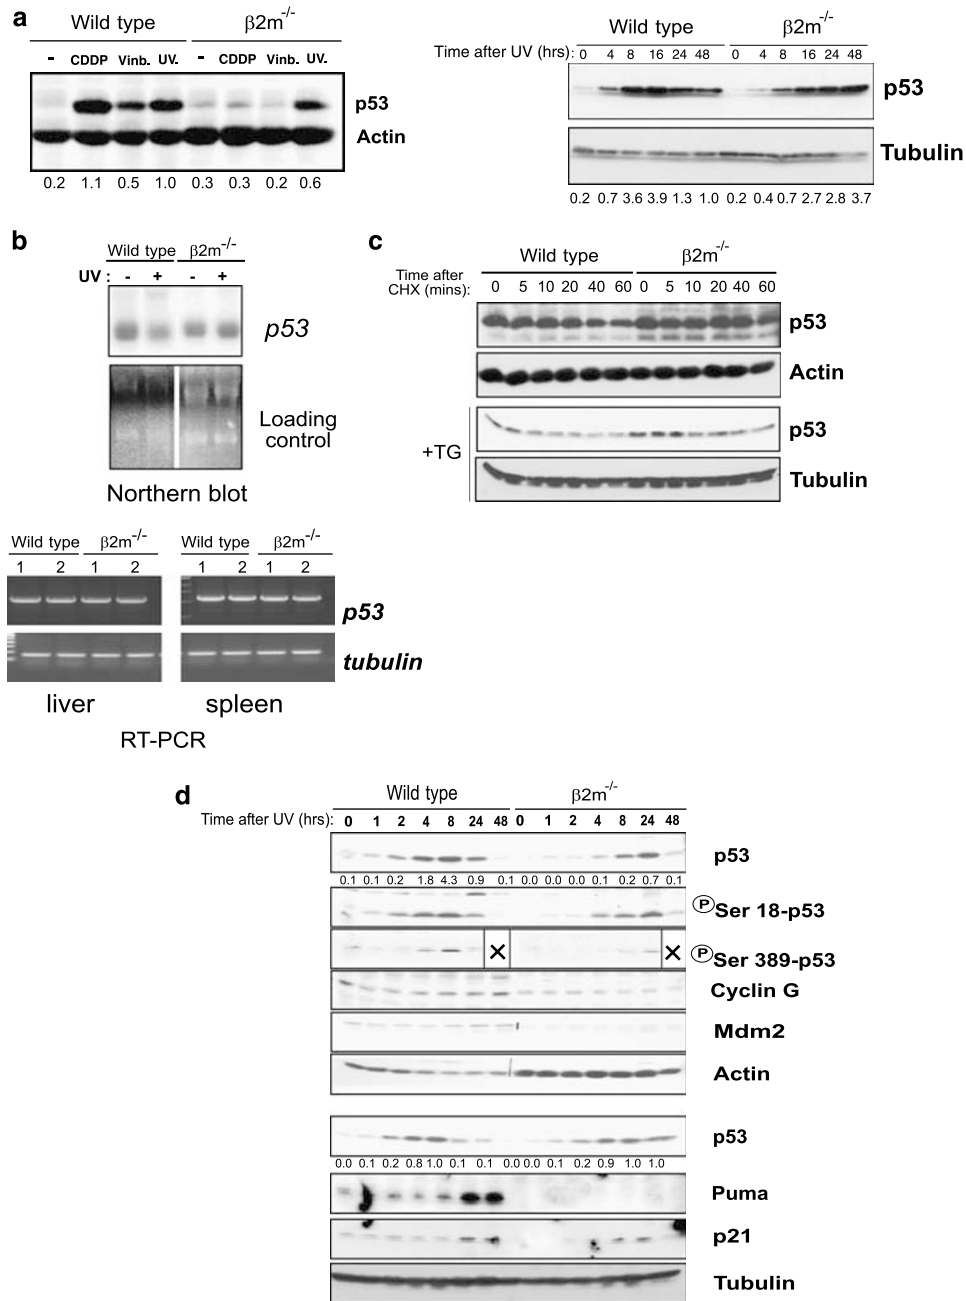 a
Wild type β2m-/-
- CDDP Vinb. UV. - CDDP Vinb. UV.
p53
Actin
0.2 1.1 0.5 1.0 0.3 0.3 0.2 0.6
Wild type β2m-/-
Time after UV (hrs): 0 4 8 16 24 48 0 4 8 16 24 48
p53
Tubulin
0.2 0.7 3.6 3.9 1.3 1.0 0.2 0.4 0.7 2.7 2.8 3.7
b
Wild type β2m-/-
UV : - + - +
p53
Loading
control
Northern blot
Wild type β2m-/- Wild type β2m-/-
1 2 1 2 1 2 1 2
p53
tubulin
liver spleen
RT-PCR
c
Wild type β2m-/-
Time after
CHX (mins): 0 5 10 20 40 60 0 5 10 20 40 60
p53
Actin
+TG
p53
Tubulin
d
Wild type β2m-/-
Time after UV (hrs): 0 1 2 4 8 24 48 0 1 2 4 8 24 48
p53
0.1 0.1 0.2 1.8 4.3 0.9 0.1 0.0 0.0 0.0 0.1 0.2 0.7 0.1
P Ser 18-p53
P Ser 389-p53
Cyclin G
Mdm2
Actin
p53
0.0 0.1 0.2 0.8 1.0 0.1 0.1 0.0 0.0 0.1 0.2 0.9 1.0 1.0
Puma
p21
Tubulin